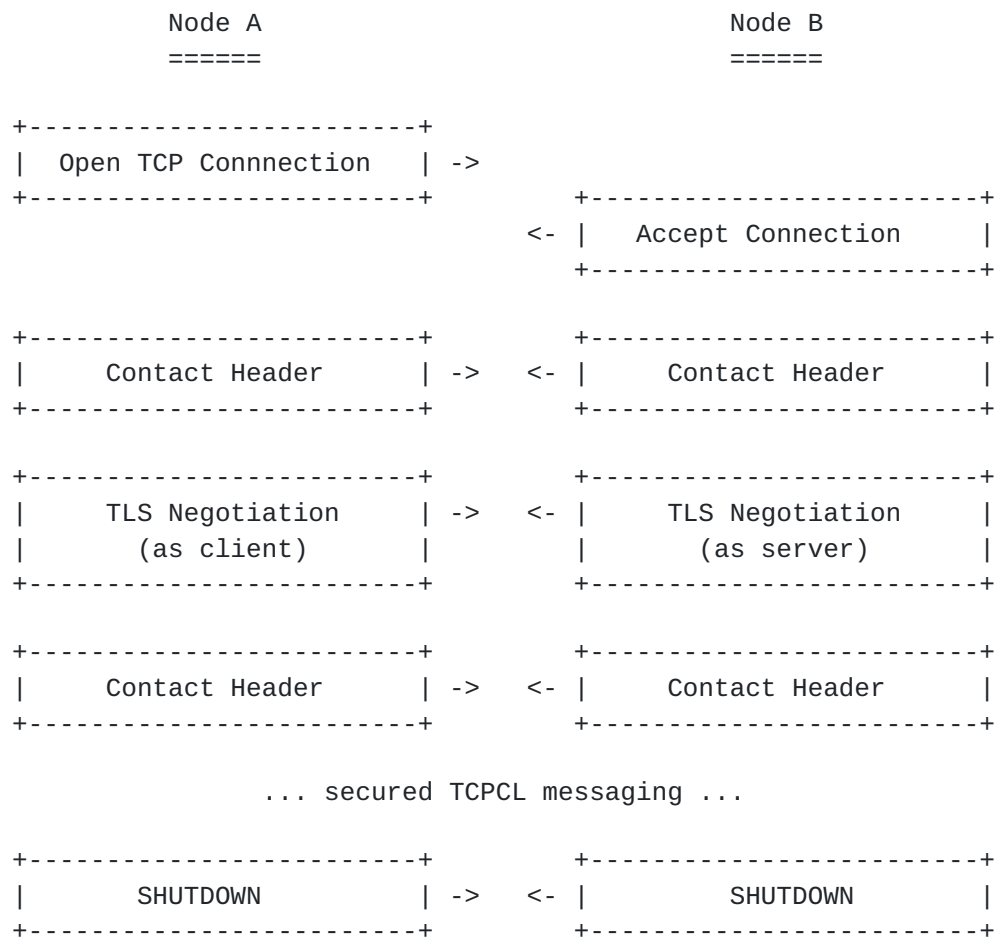 Node A Node B
====== ======
+-------------------------+
| Open TCP Connnection | ->
+-------------------------+ +-------------------------+
<- | Accept Connection |
+-------------------------+
+-------------------------+ +-------------------------+
| Contact Header | -> <- | Contact Header |
+-------------------------+ +-------------------------+
+-------------------------+ +-------------------------+
| TLS Negotiation | -> <- | TLS Negotiation |
| (as client) | | (as server) |
+-------------------------+ +-------------------------+
+-------------------------+ +-------------------------+
| Contact Header | -> <- | Contact Header |
+-------------------------+ +-------------------------+
... secured TCPCL messaging ...
+-------------------------+ +-------------------------+
| SHUTDOWN | -> <- | SHUTDOWN |
+-------------------------+ +-------------------------+